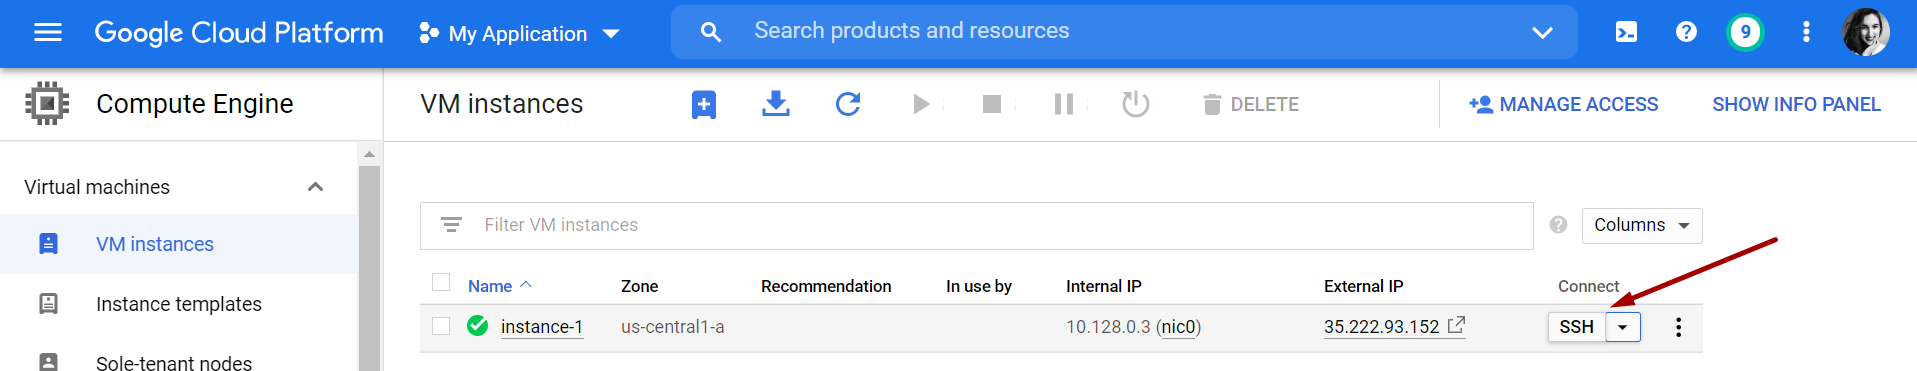 Google Cloud Platform My Application Search products and resources 9
Compute Engine VM instances DELETE MANAGE ACCESS SHOW INFO PANEL
Virtual machines
Filter VM instances Columns
VM instances
Name Zone Recommendation In use by Internal IP External IP Connect
Instance templates
instance-1 us-central1-a 10.128.0.3 (nic0) 35.222.93.152 SSH
Sole-tenant nodes